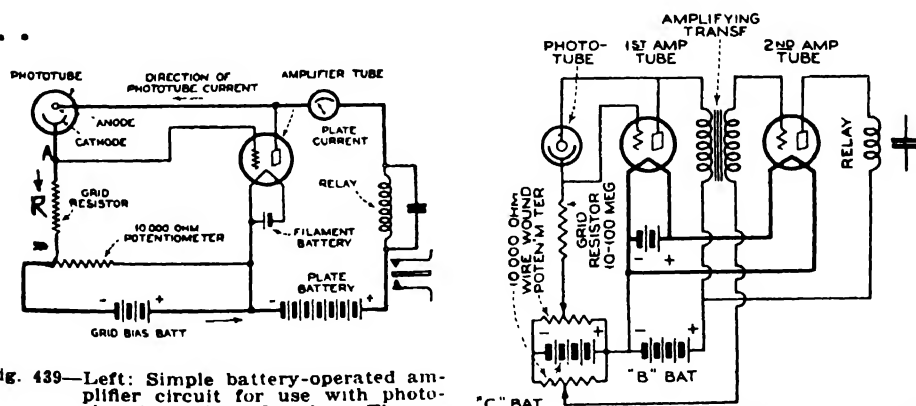 PHOTOTUBE
DIRECTION OF
PHOTOTUBE CURRENT
AMPLIFIER TUBE
ANODE
CATHODE
PLATE
CURRENT
A
R
GRID
RESISTOR
RELAY
10 000 OHM
POTENTIOMETER
FILAMENT
BATTERY
PLATE
BATTERY
- +
- +
GRID BIAS BATT
AMPLIFYING
TRANSF
PHOTO-
TUBE
1ST AMP
TUBE
2ND AMP
TUBE
RELAY
10 000 OHM
WIRE WOUND
POTEN'M'TER
GRID
RESISTOR
10-100 MEG
- +
- +
- +
"B" BAT
"C" BAT
ig. 439—Left: Simple battery-operated am-
plifier circuit for use with photo-